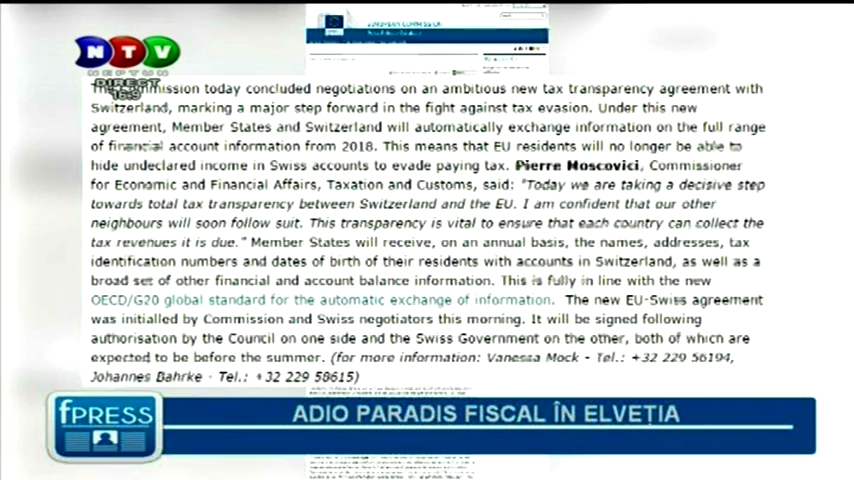 EUROPEAN COMMISSION
NTV
NEPTUN
DIRECT
16:9
The Commission today concluded negotiations on an ambitious new tax transparency agreement with
Switzerland, marking a major step forward in the fight against tax evasion. Under this new
agreement, Member States and Switzerland will automatically exchange information on the full range
of financial account information from 2018. This means that EU residents will no longer be able to
hide undeclared income in Swiss accounts to evade paying tax. Pierre Moscovici, Commissioner
for Economic and Financial Affairs, Taxation and Customs, said: "Today we are taking a decisive step
towards total tax transparency between Switzerland and the EU. I am confident that our other
neighbours will soon follow suit. This transparency is vital to ensure that each country can collect the
tax revenues it is due." Member States will receive, on an annual basis, the names, addresses, tax
identification numbers and dates of birth of their residents with accounts in Switzerland, as well as a
broad set of other financial and account balance information. This is fully in line with the new
OECD/G20 global standard for the automatic exchange of information. The new EU-Swiss agreement
was initialled by Commission and Swiss negotiators this morning. It will be signed following
authorisation by the Council on one side and the Swiss Government on the other, both of which are
expected to be before the summer. (for more information: Vanessa Mock - Tel.: +32 229 56194,
Johannes Bahrke - Tel.: +32 229 58615)
fPRESS
ADIO PARADIS FISCAL ÎN ELVEȚIA